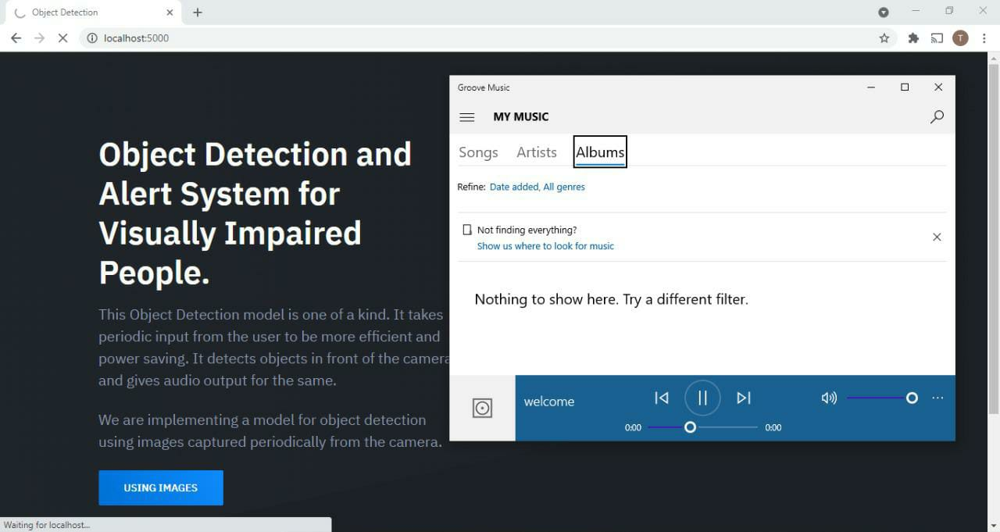 Object Detection
localhost:5000
T
Object Detection and
Alert System for
Visually Impaired
People.
This Object Detection model is one of a kind. It takes
periodic input from the user to be more efficient and
power saving. It detects objects in front of the camera
and gives audio output for the same.
We are implementing a model for object detection
using images captured periodically from the camera.
USING IMAGES
Waiting for localhost...
Groove Music
MY MUSIC
Songs Artists Albums
Refine: Date added, All genres
Not finding everything?
Show us where to look for music
Nothing to show here. Try a different filter.
welcome
0:00 0:00